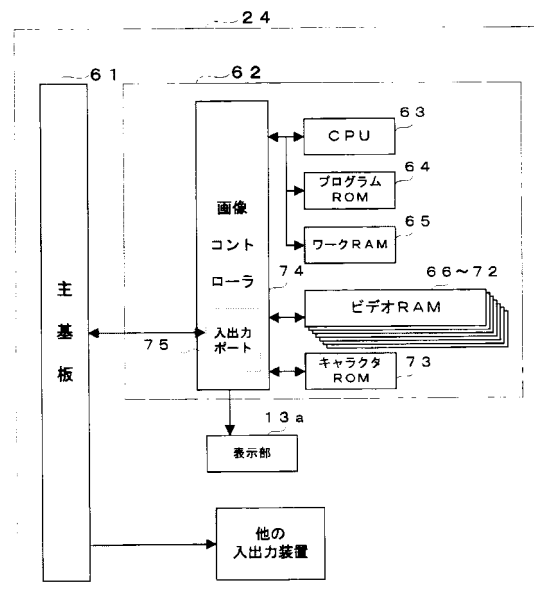 24
61
62
63
CPU
64
プログラム
ROM
65
ワークRAM
画像
コント
ローラ
74
66〜72
ビデオRAM
主
基
板
75
入出力
ポート
キャラクタ
ROM
73
13a
表示部
他の
入出力装置